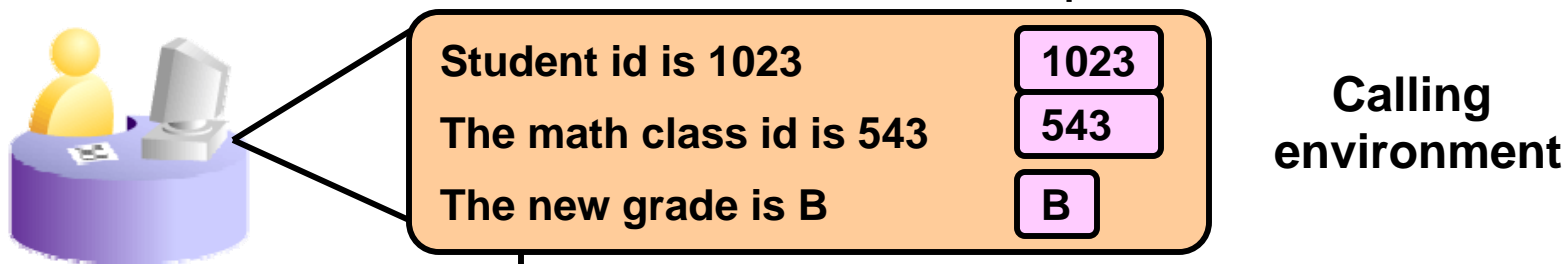 Student id is 1023 1023
The math class id is 543 543
The new grade is B B
Calling
environment